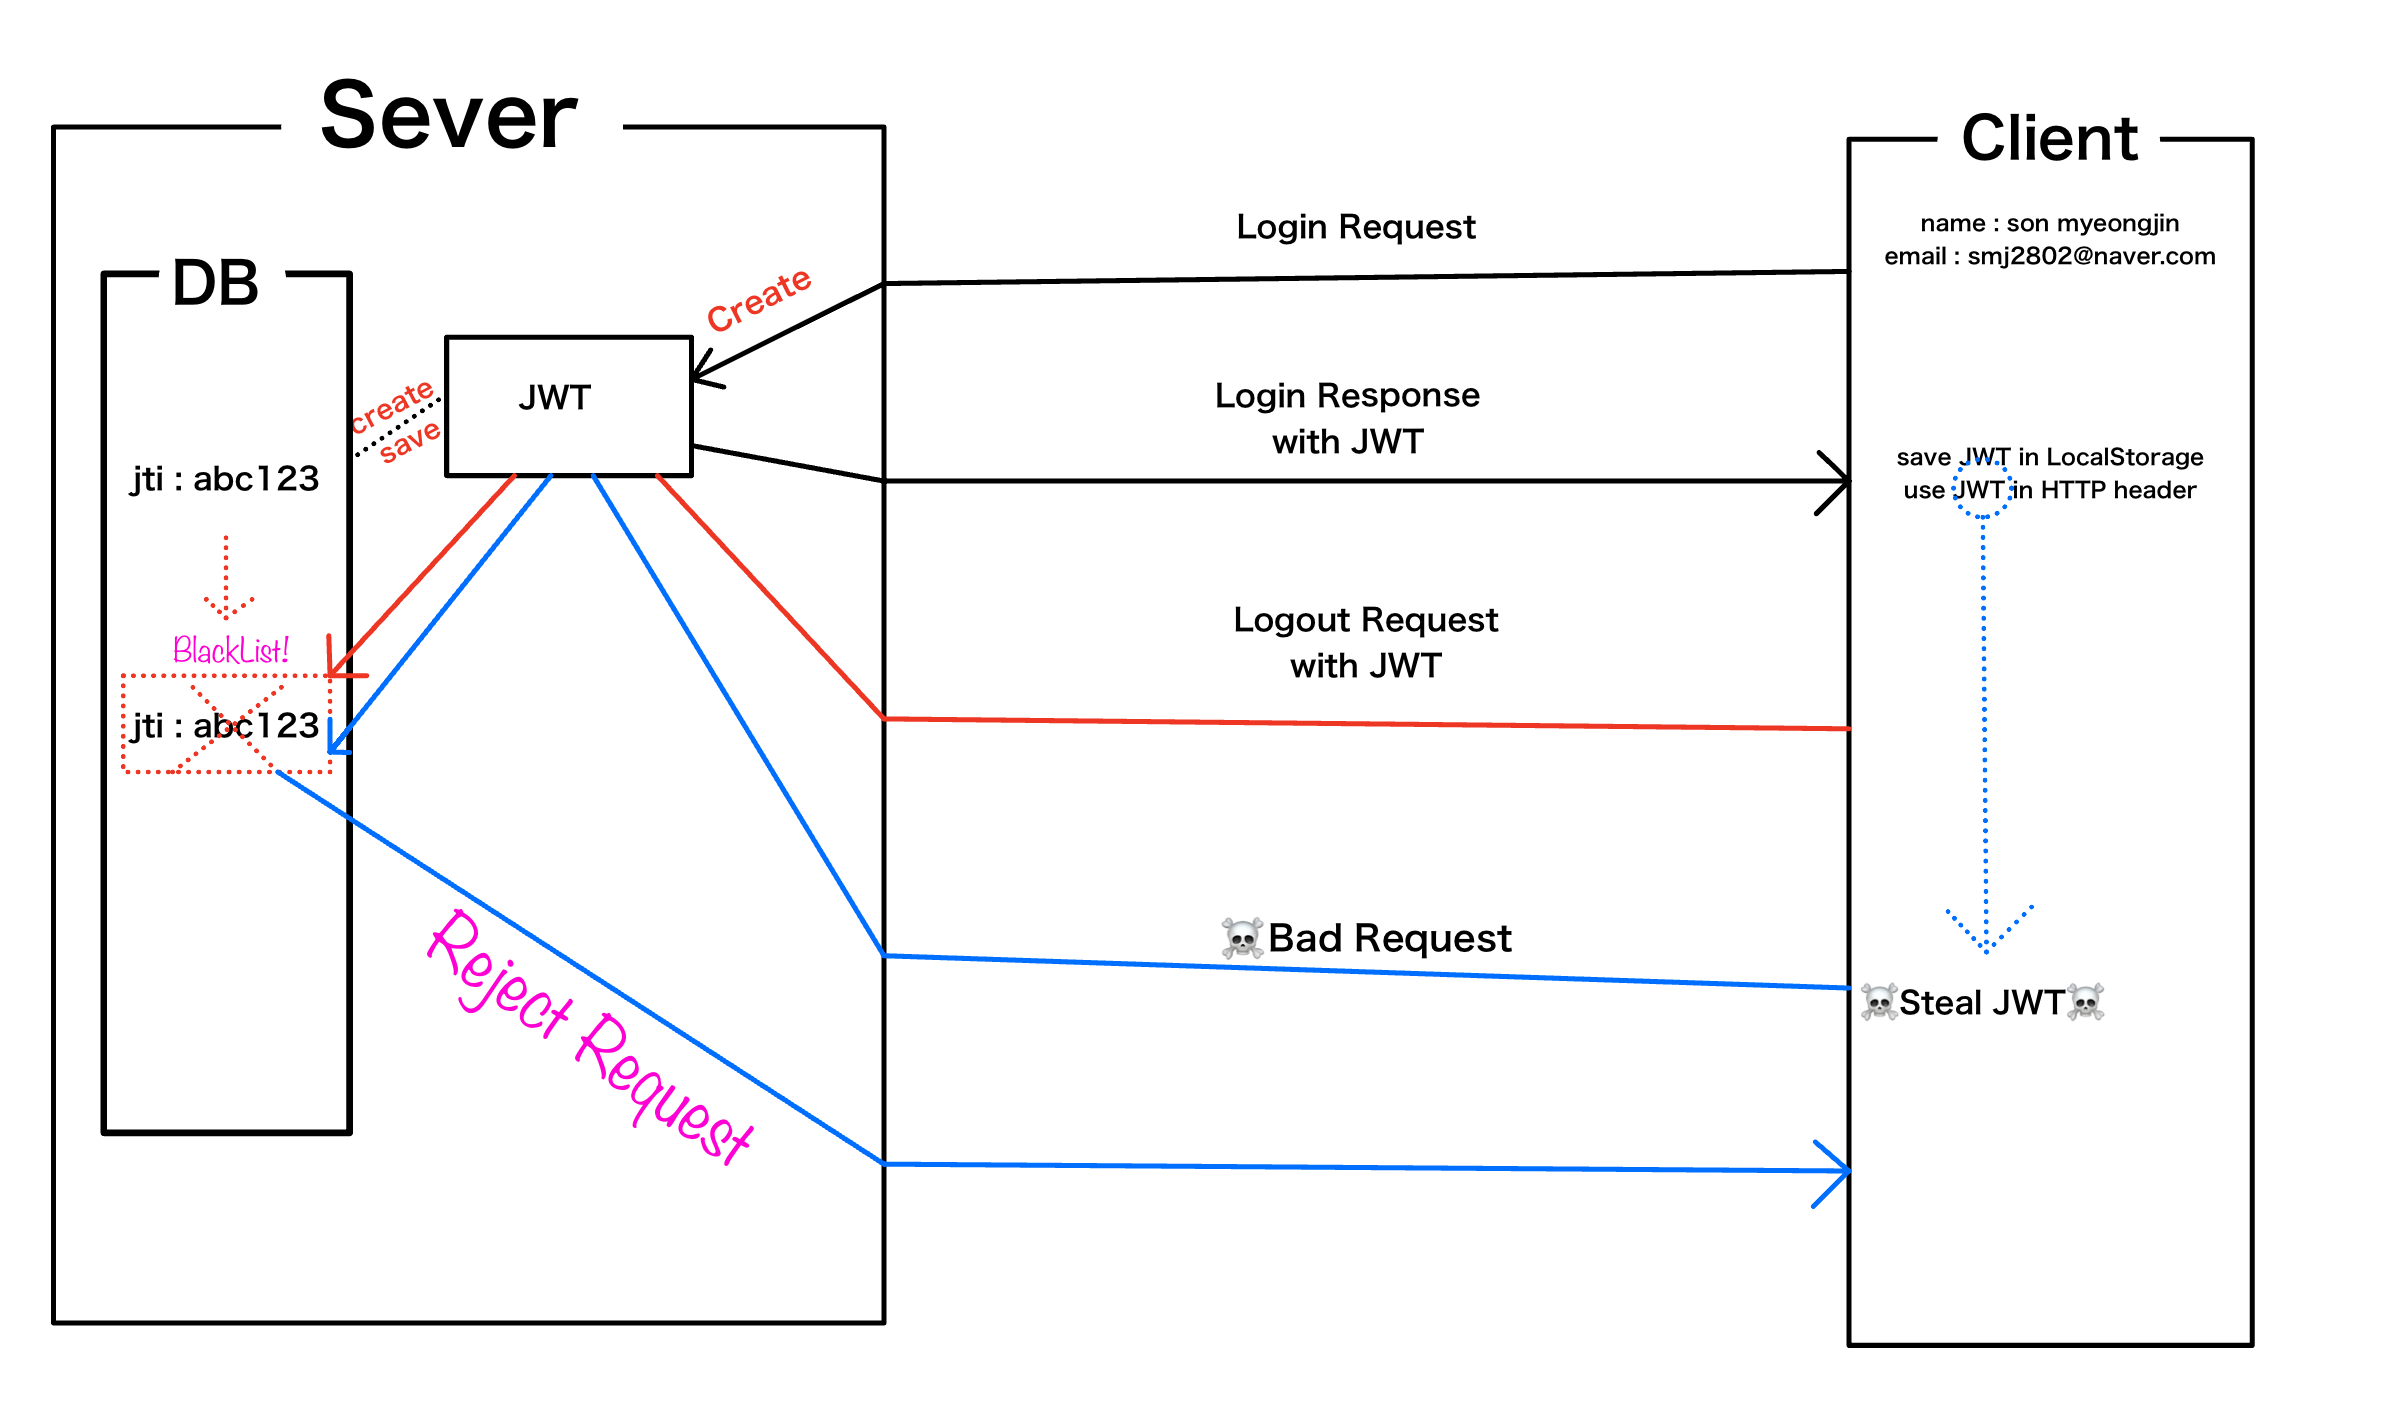 Sever
Client
name : son myeongjin
email : smj2802@naver.com
Login Request
DB
Create
JWT
create
save
Login Response
with JWT
jti : abc123
save JWT in LocalStorage
use JWT in HTTP header
Logout Request
with JWT
BlackList!
jti : abc123
☠️Bad Request
☠️Steal JWT☠️
Reject Request